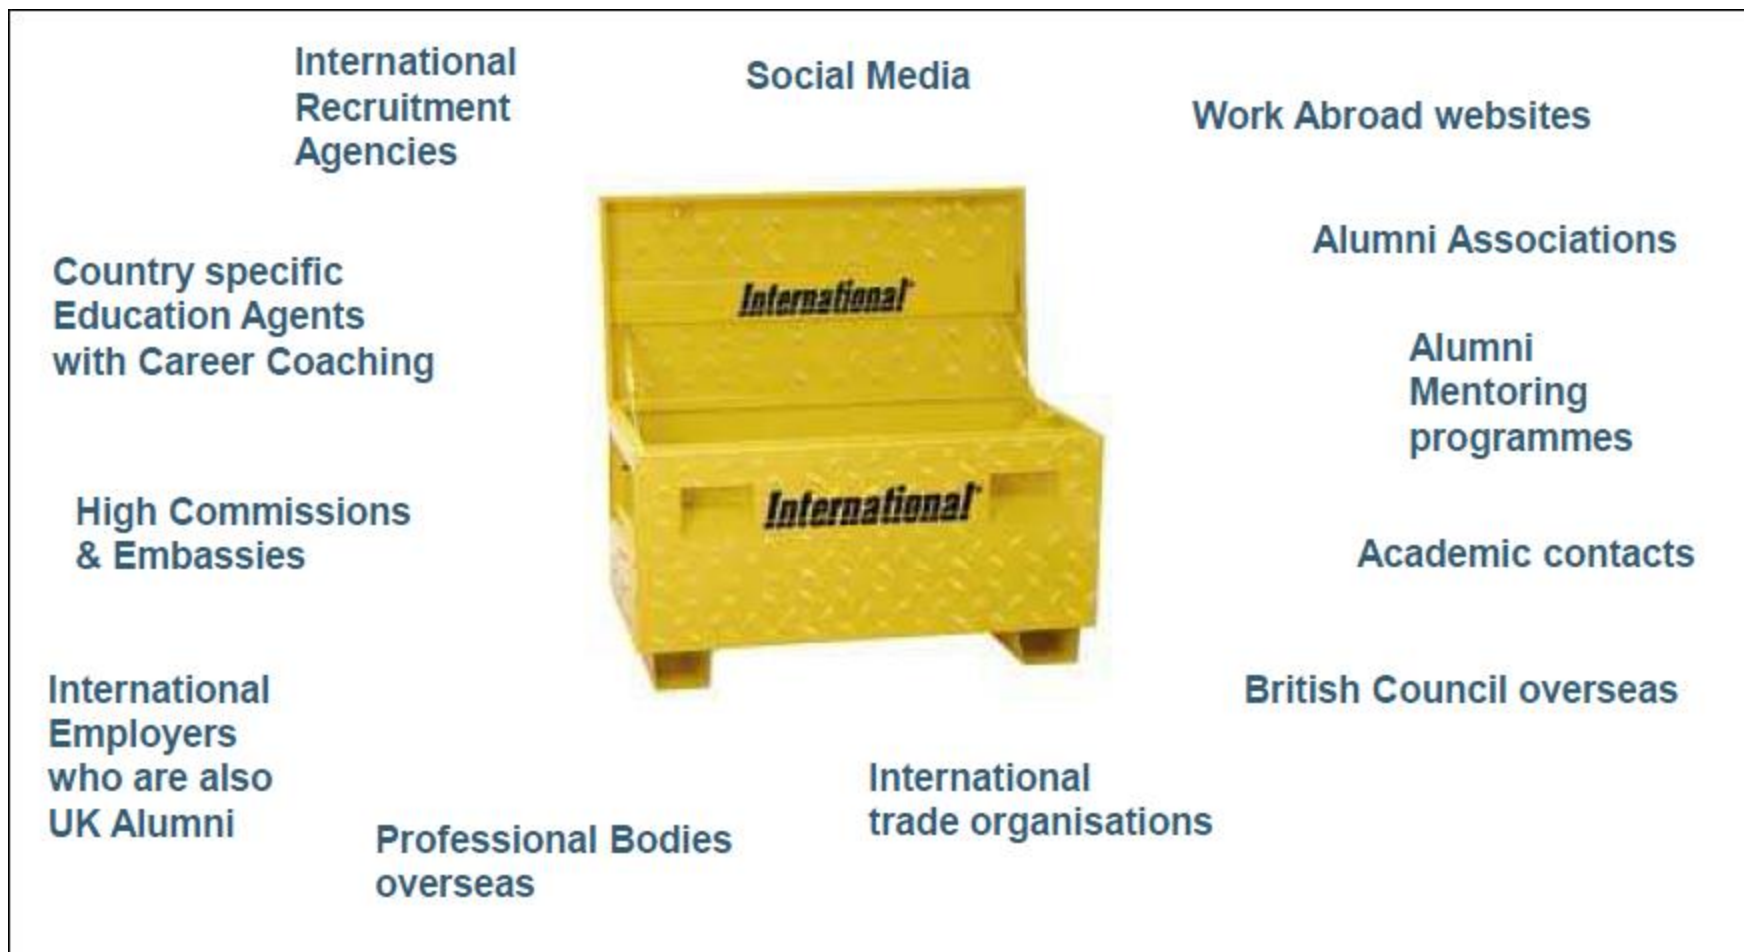 International
Recruitment
Agencies
Social Media
Work Abroad websites
Alumni Associations
Country specific
Education Agents
with Career Coaching
International
Alumni
Mentoring
programmes
High Commissions
& Embassies
International
Academic contacts
International
Employers
who are also
UK Alumni
British Council overseas
International
trade organisations
Professional Bodies
overseas